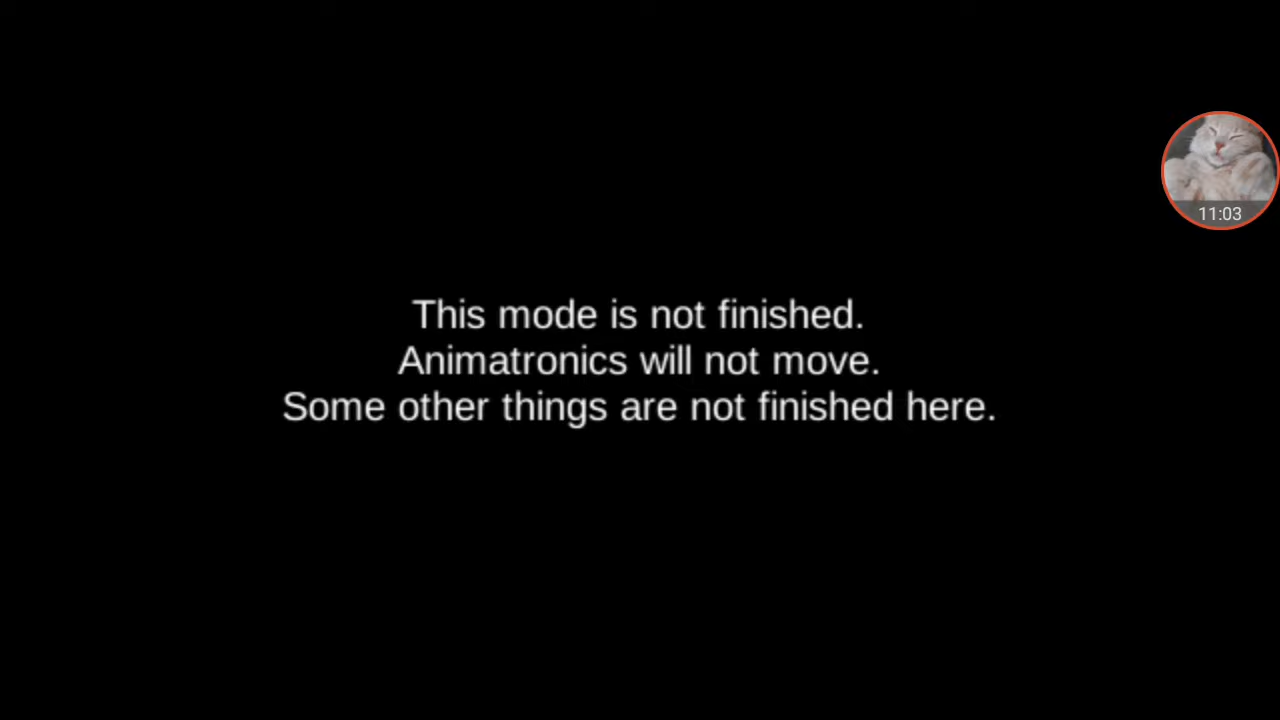 11:03
This mode is not finished.
Animatronics will not move.
Some other things are not finished here.